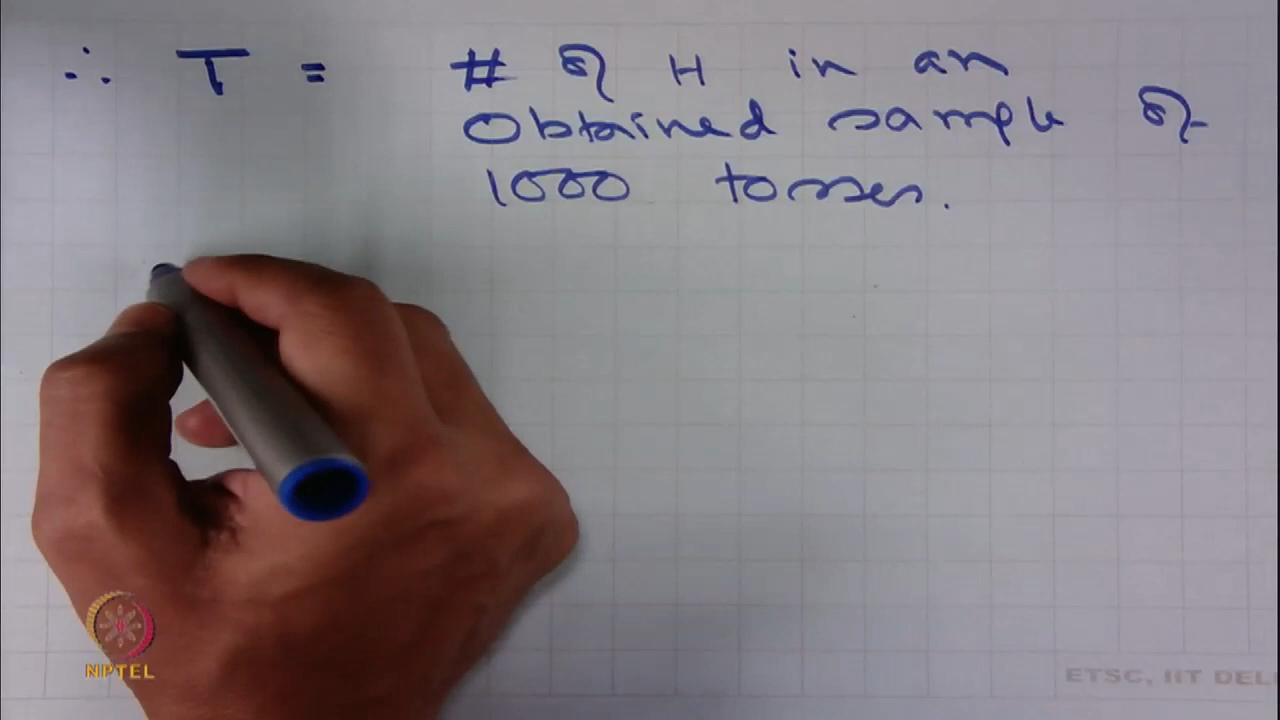 ∴ T = # of H in an
obtained sample of
1000 tosses.
NPTEL
ETSC, IIT DEL